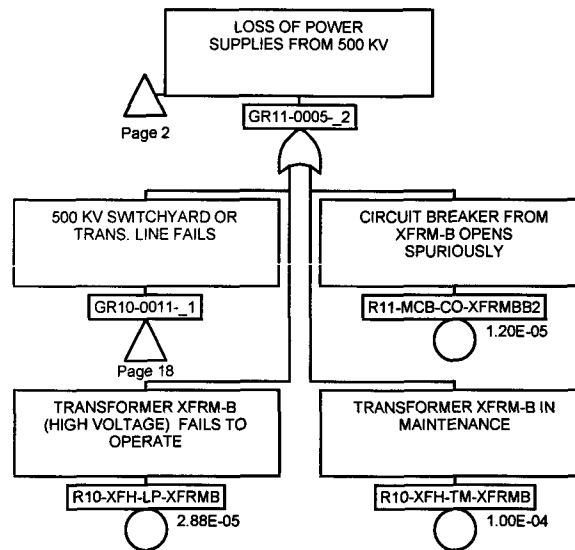 LOSS OF POWER
SUPPLIES FROM 500 KV
Page 2
GR11-0005-_2
500 KV SWITCHYARD OR
TRANS. LINE FAILS
GR10-0011-_1
Page 18
CIRCUIT BREAKER FROM
XFRM-B OPENS
SPURIOUSLY
R11-MCB-CO-XFRMBB2
1.20E-05
TRANSFORMER XFRM-B
(HIGH VOLTAGE) FAILS TO
OPERATE
R10-XFH-LP-XFRMB
2.88E-05
TRANSFORMER XFRM-B IN
MAINTENANCE
R10-XFH-TM-XFRMB
1.00E-04